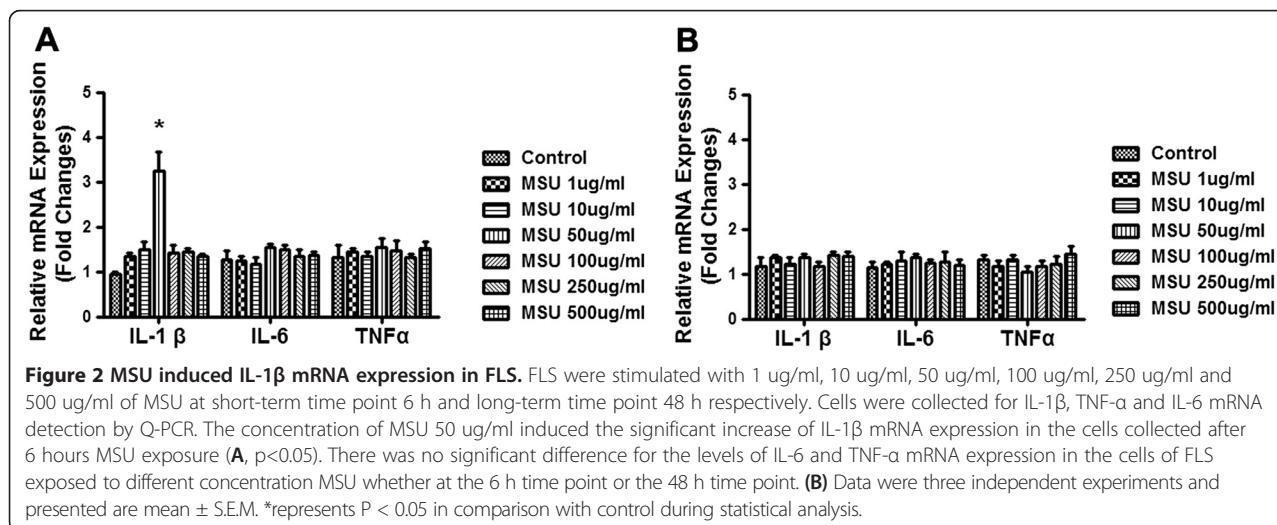 A
Relative mRNA Expression
(Fold Changes)
5
4
3
2
1
0
*
IL-1 β
IL-6
TNFα
Control
MSU 1ug/ml
MSU 10ug/ml
MSU 50ug/ml
MSU 100ug/ml
MSU 250ug/ml
MSU 500ug/ml
B
Relative mRNA Expression
(Fold Changes)
5
4
3
2
1
0
IL-1 β
IL-6
TNFα
Control
MSU 1ug/ml
MSU 10ug/ml
MSU 50ug/ml
MSU 100ug/ml
MSU 250ug/ml
MSU 500ug/ml
Figure 2 MSU induced IL-1β mRNA expression in FLS. FLS were stimulated with 1 ug/ml, 10 ug/ml, 50 ug/ml, 100 ug/ml, 250 ug/ml and
500 ug/ml of MSU at short-term time point 6 h and long-term time point 48 h respectively. Cells were collected for IL-1β, TNF-α and IL-6 mRNA
detection by Q-PCR. The concentration of MSU 50 ug/ml induced the significant increase of IL-1β mRNA expression in the cells collected after
6 hours MSU exposure (A, p<0.05). There was no significant difference for the levels of IL-6 and TNF-α mRNA expression in the cells of FLS
exposed to different concentration MSU whether at the 6 h time point or the 48 h time point. (B) Data were three independent experiments and
presented are mean ± S.E.M. *represents P < 0.05 in comparison with control during statistical analysis.